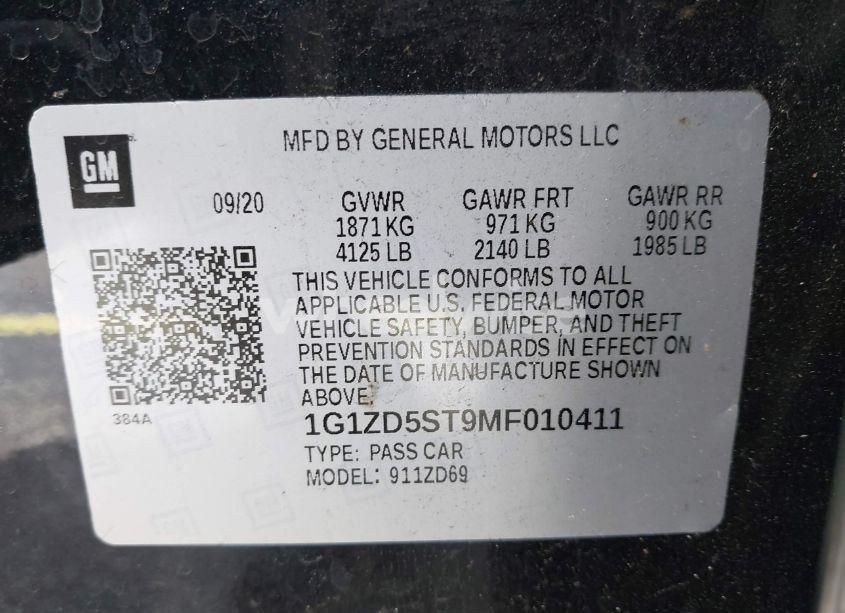 GM
MFD BY GENERAL MOTORS LLC
09/20 GVWR GAWR FRT GAWR RR
1871 KG 971 KG 900 KG
4125 LB 2140 LB 1985 LB
THIS VEHICLE CONFORMS TO ALL
APPLICABLE U.S. FEDERAL MOTOR
VEHICLE SAFETY, BUMPER, AND THEFT
PREVENTION STANDARDS IN EFFECT ON
THE DATE OF MANUFACTURE SHOWN
ABOVE.
384A
1G1ZD5ST9MF010411
TYPE: PASS CAR
MODEL: 911ZD69